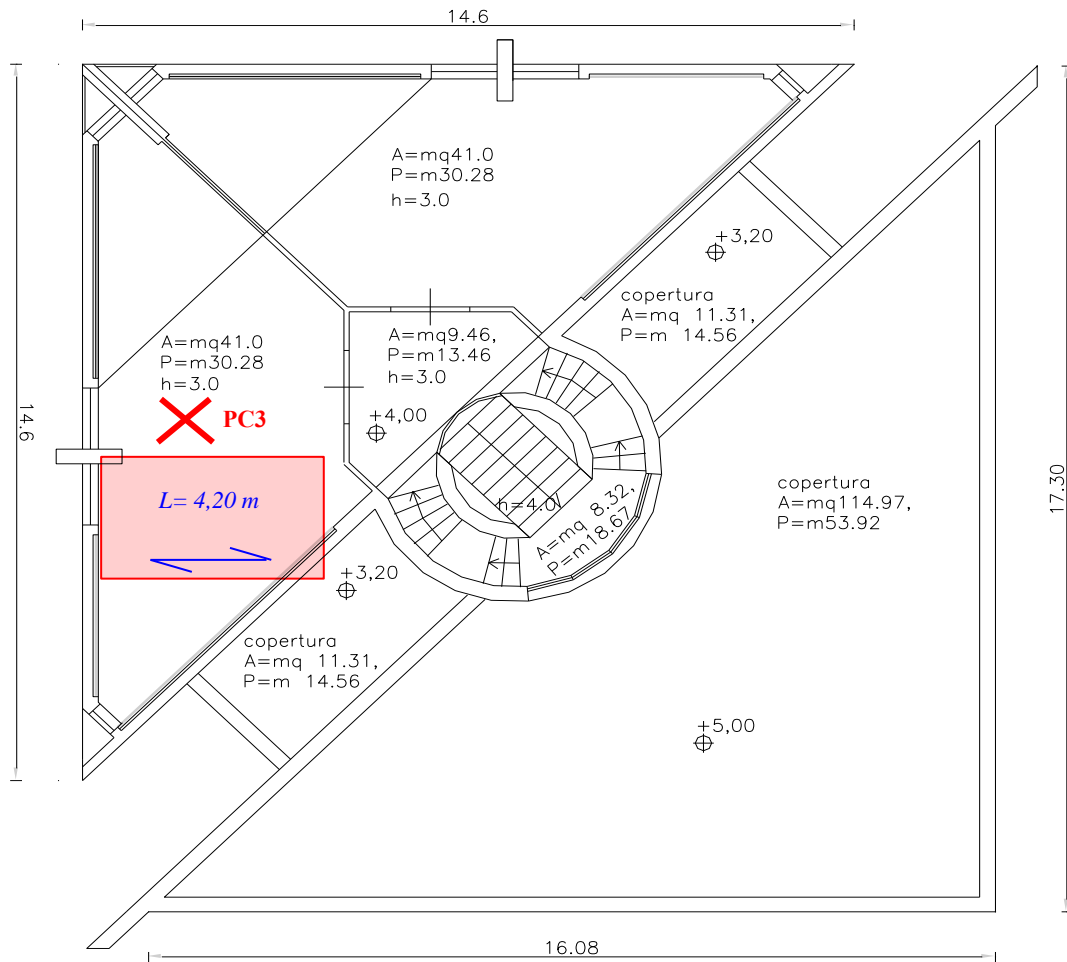 14.6
14.6
A=mq41.0
P=m30.28
h=3.0
+3,20
copertura
A=mq 11.31,
P=m 14.56
A=mq9.46,
P=m13.46
h=3.0
A=mq41.0
P=m30.28
h=3.0
PC3
+4,00
L= 4,20 m
h=4.0
A=mq 8.32,
P=m18.67
copertura
A=mq114.97,
P=m53.92
17.30
+3,20
copertura
A=mq 11.31,
P=m 14.56
+5,00
16.08